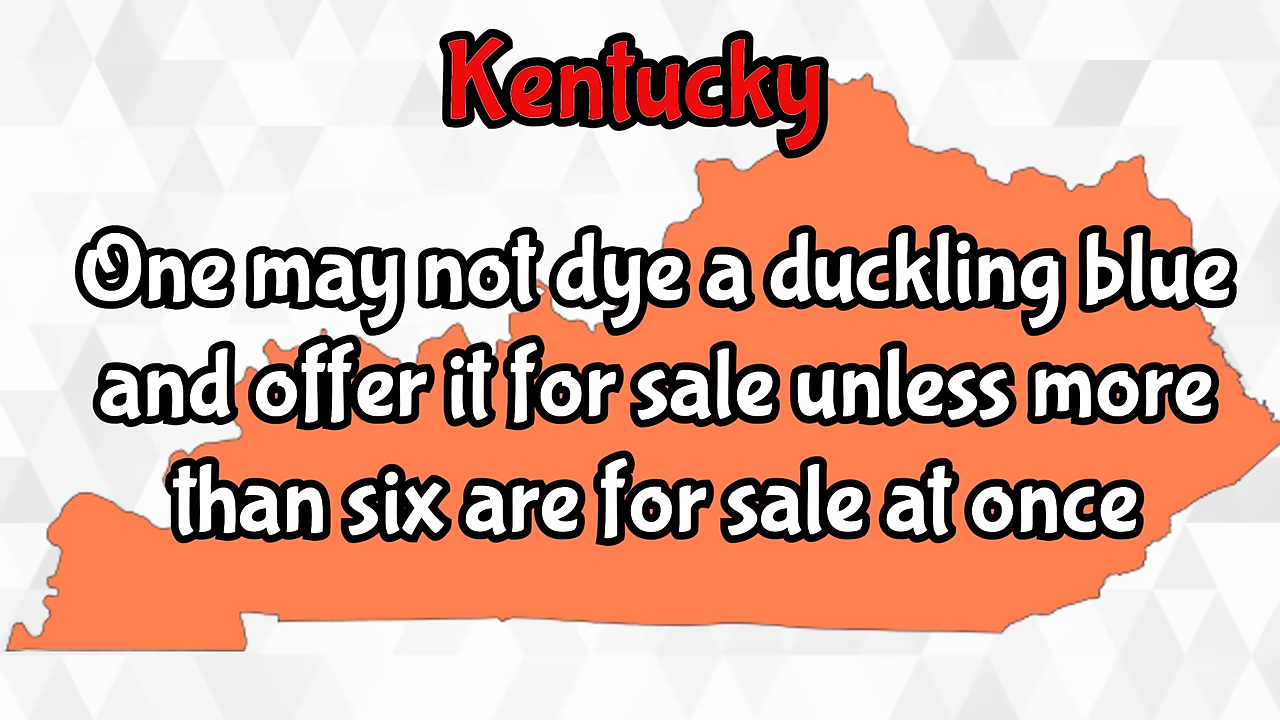 Kentucky
One may not dye a duckling blue
and offer it for sale unless more
than six are for sale at once